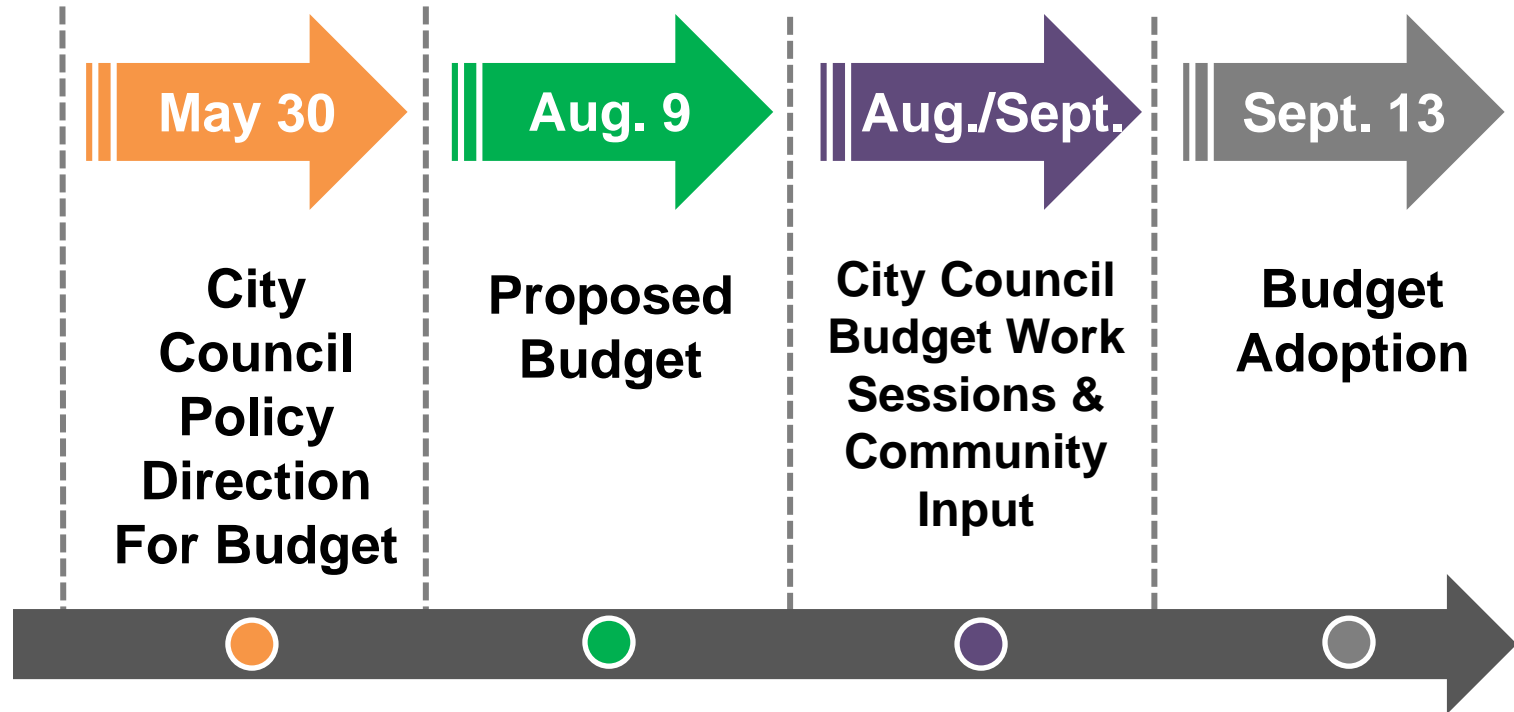 May 30
City
Council
Policy
Direction
For Budget
Aug. 9
Proposed
Budget
Aug./Sept.
City Council
Budget Work
Sessions &
Community
Input
Sept. 13
Budget
Adoption